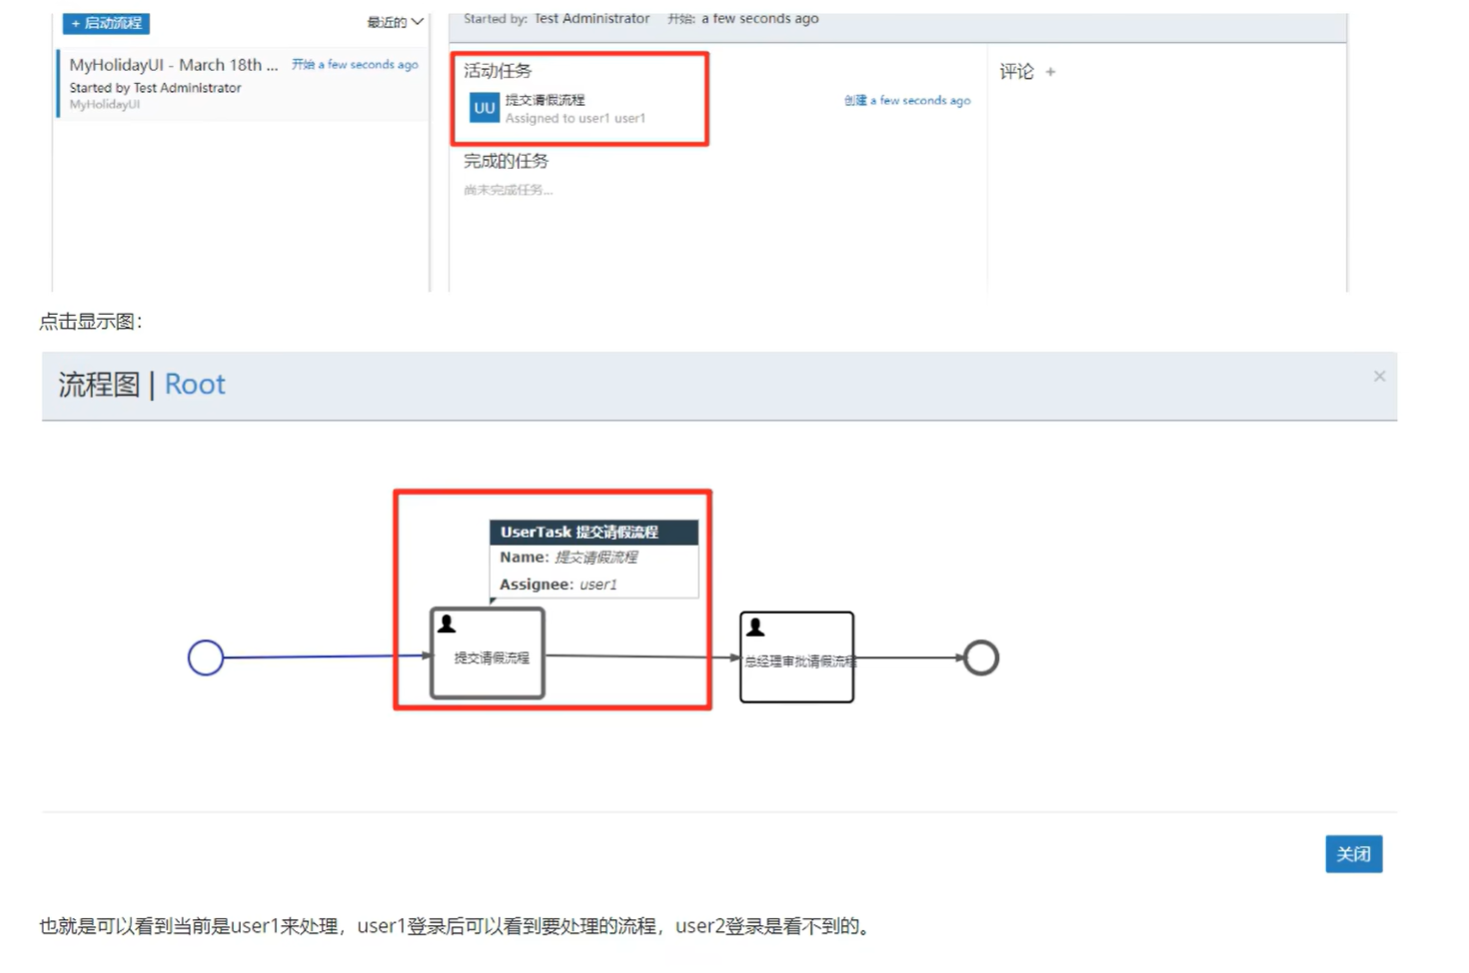 + 启动流程
最近的
MyHolidayUI - March 18th ...
开始 a few seconds ago
Started by Test Administrator
MyHolidayUI
Started by: Test Administrator 开始: a few seconds ago
活动任务
UU
提交请假流程
Assigned to user1 user1
创建 a few seconds ago
完成的任务
尚未完成任务...
评论 +
点击显示图：
流程图 | Root
×
UserTask 提交请假流程
Name: 提交请假流程
Assignee: user1
提交请假流程
总经理审批请假流程
关闭
也就是可以看到当前是user1来处理，user1登录后可以看到要处理的流程，user2登录是看不到的。